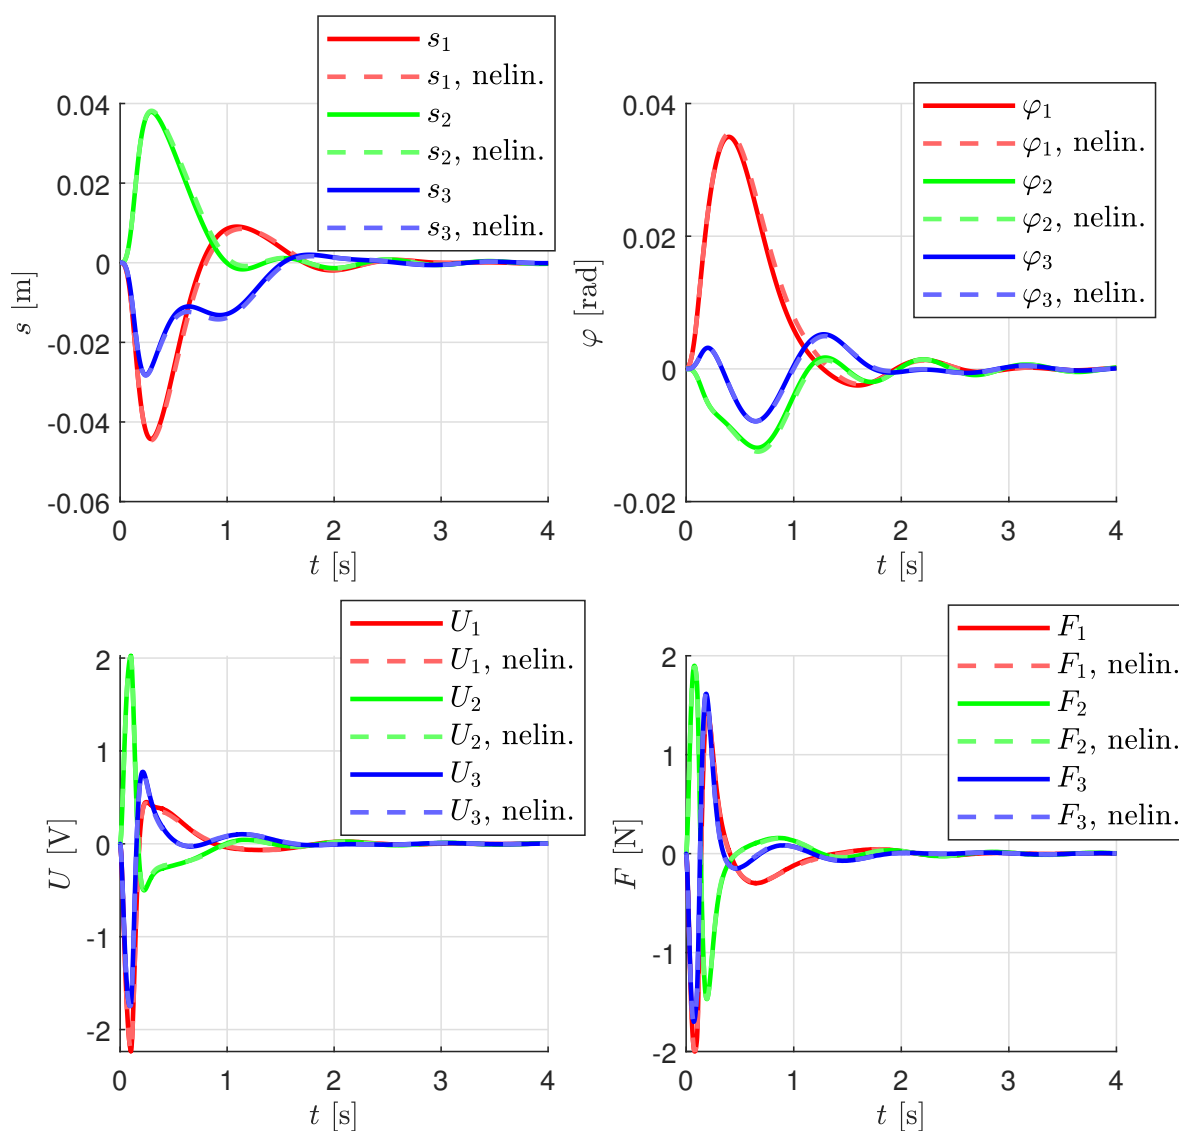 s₁
s₁, nelin.
s₂
s₂, nelin.
s₃
s₃, nelin.
0.04
0.02
0
-0.02
-0.04
-0.06
s [m]
0 1 2 3 4
t [s]
φ₁
φ₁, nelin.
φ₂
φ₂, nelin.
φ₃
φ₃, nelin.
0.04
0.02
0
-0.02
φ [rad]
0 1 2 3 4
t [s]
U₁
U₁, nelin.
U₂
U₂, nelin.
U₃
U₃, nelin.
2
1
0
-1
-2
U [V]
0 1 2 3 4
t [s]
F₁
F₁, nelin.
F₂
F₂, nelin.
F₃
F₃, nelin.
2
1
0
-1
-2
F [N]
0 1 2 3 4
t [s]